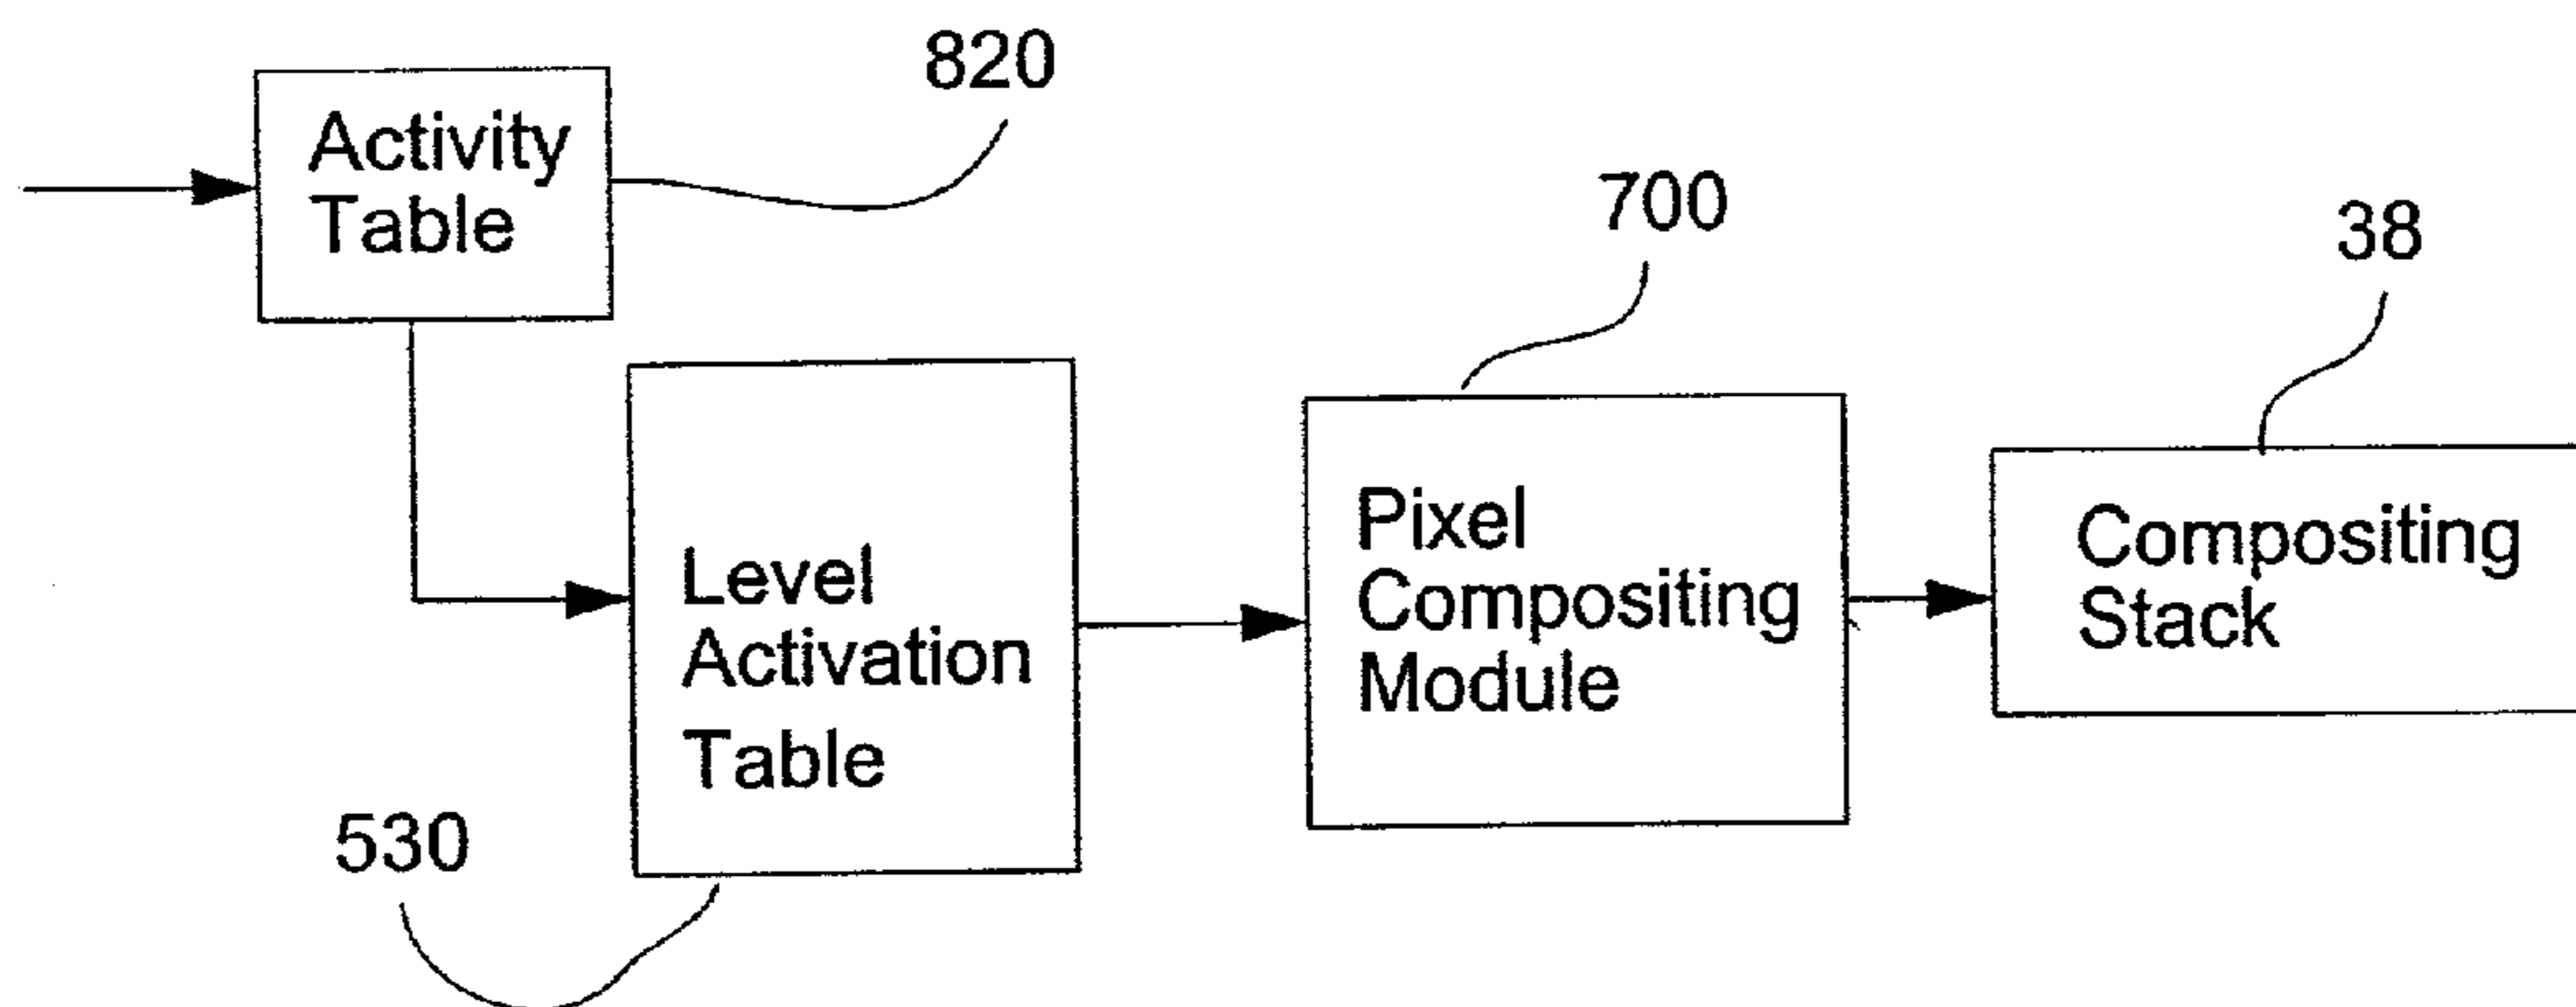 820
Activity
Table
700
38
Level
Activation
Table
Pixel
Compositing
Module
Compositing
Stack
530